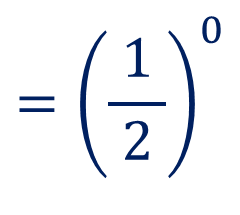 = (1/2)^0